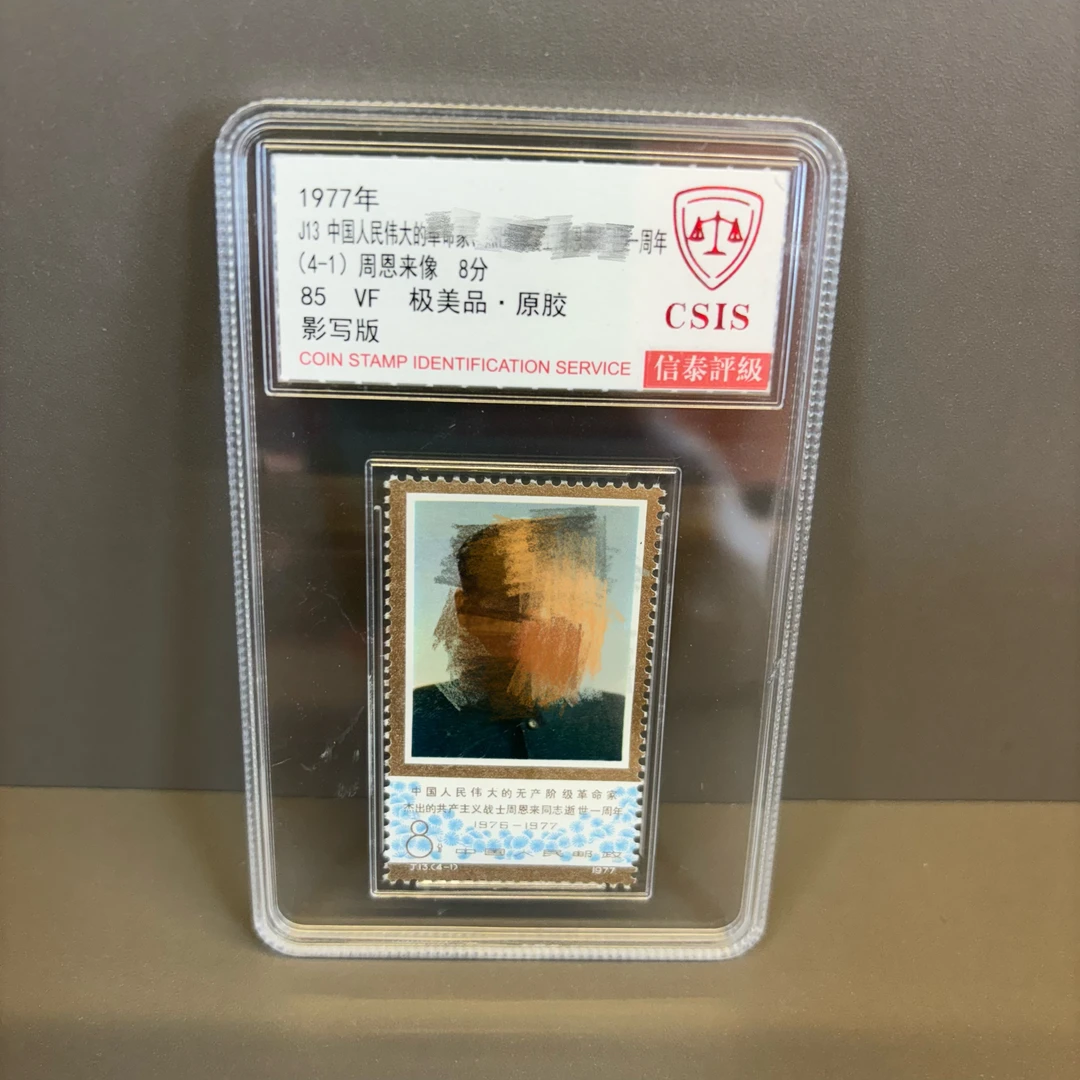 1977年
J13 中国人民伟大的革命家、 一周年
(4-1) 周恩来像 8分
85 VF 极美品·原胶
影写版
COIN STAMP IDENTIFICATION SERVICE
CSIS
信泰評級
中国人民伟大的无产阶级革命家
杰出的共产主义战士周恩来同志逝世一周年
1976-1977
8分 中国人民邮政
J.13.(4-1) 1977